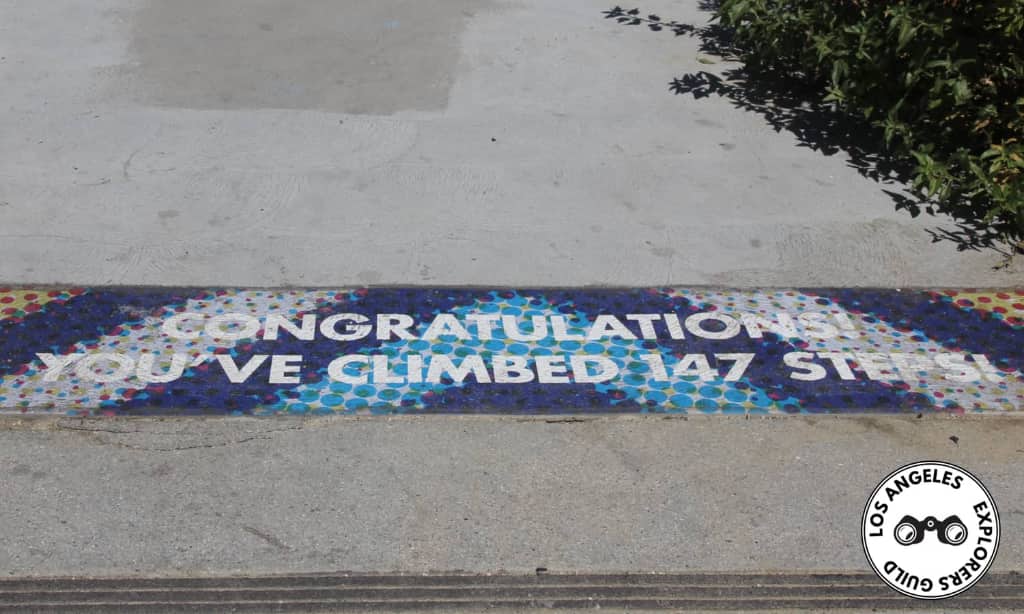 CONGRATULATIONS!
YOU'VE CLIMBED 147 STEPS!
LOS ANGELES EXPLORERS GUILD